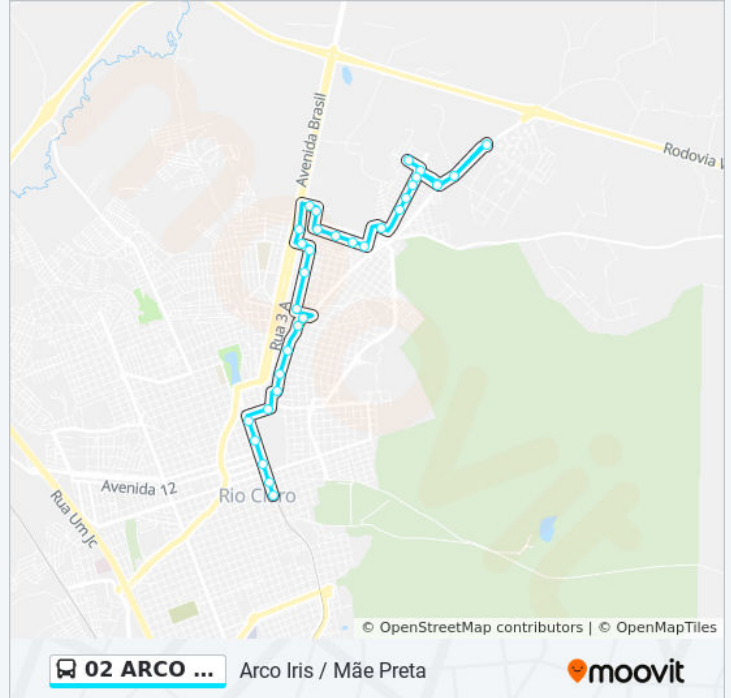 Avenida Brasil
Rodovia W
Rua 3 A
Avenida 12
Rio Claro
Rua Um Jc
© OpenStreetMap contributors | © OpenMapTiles
02 ARCO ...
Arco Iris / Mãe Preta
moovit